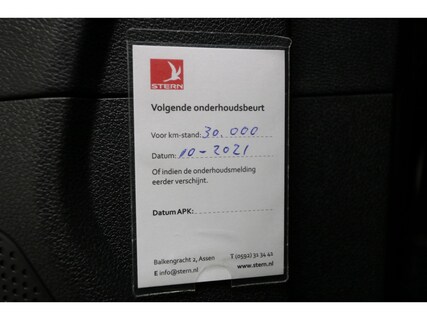 STERN
Volgende onderhoudsbeurt
Voor km-stand: 30.000
Datum: 10-2021
Of indien de onderhoudsmelding
eerder verschijnt.
Datum APK:
Balkengracht 2, Assen T (0592) 31 34 41
E info@stern.nl www.stern.nl